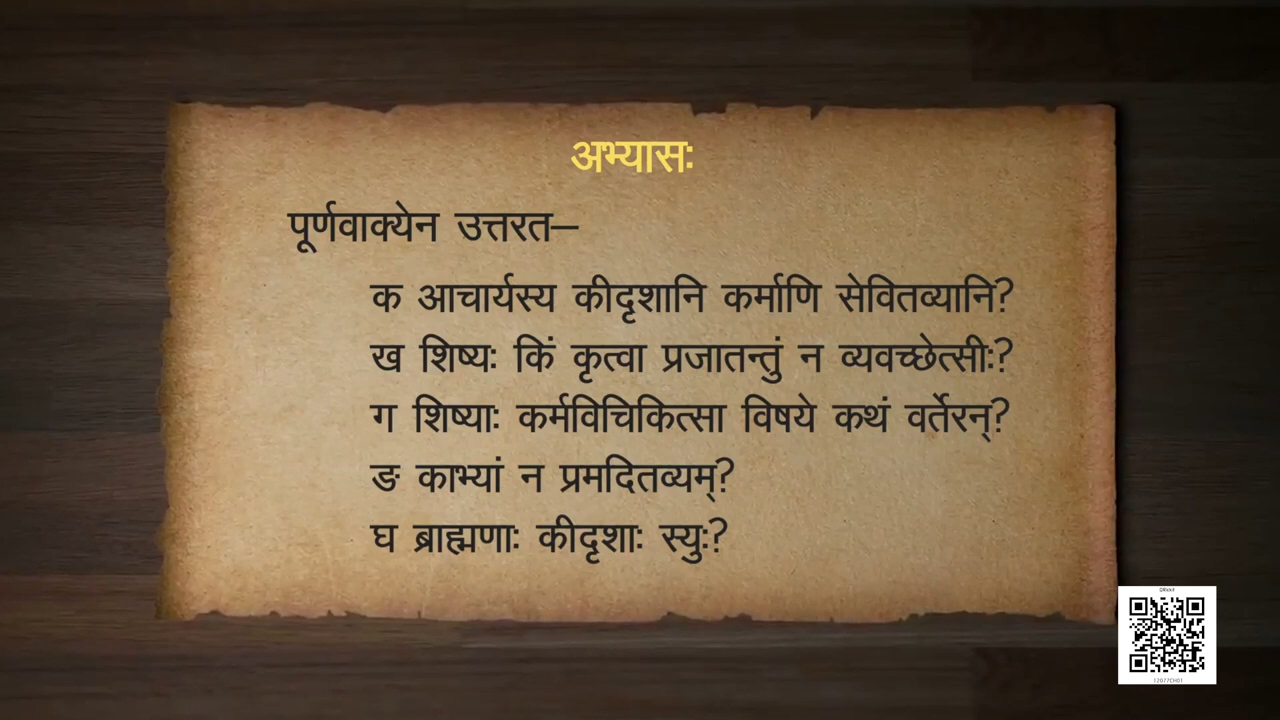 अभ्यासः
पूर्णवाक्येन उत्तरत–
क आचार्यस्य कीदृशानि कर्माणि सेवितव्यानि?
ख शिष्यः किं कृत्वा प्रजातन्तुं न व्यवच्छेत्सीः?
ग शिष्याः कर्मविचिकित्सा विषये कथं वर्तेरन्?
ङ काभ्यां न प्रमदितव्यम्?
घ ब्राह्मणाः कीदृशाः स्युः?
12077CH01